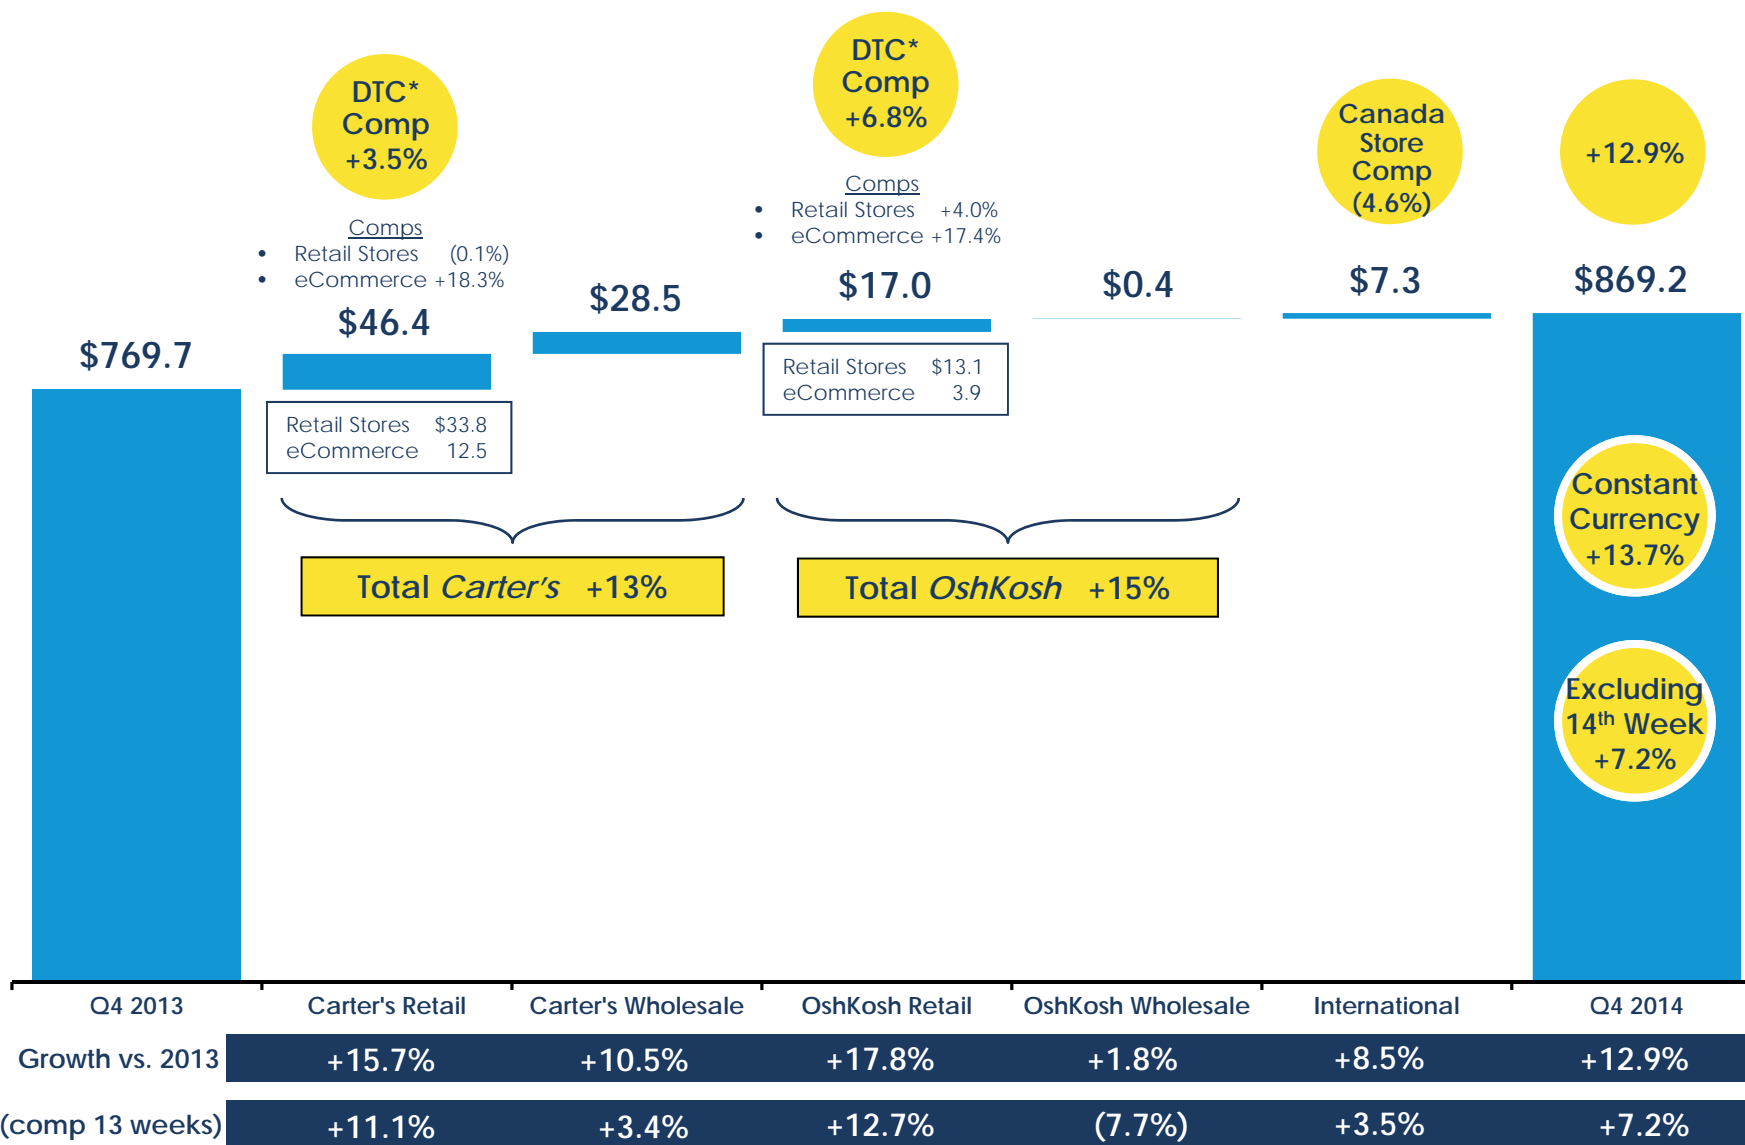 DTC*
Comp
+3.5%
Comps
• Retail Stores (0.1%)
• eCommerce +18.3%
DTC*
Comp
+6.8%
Comps
• Retail Stores +4.0%
• eCommerce +17.4%
Canada
Store
Comp
(4.6%)
+12.9%
$769.7
$46.4
$28.5
$17.0
$0.4
$7.3
$869.2
Retail Stores $33.8
eCommerce 12.5
Retail Stores $13.1
eCommerce 3.9
Total Carter's +13%
Total OshKosh +15%
Constant
Currency
+13.7%
Excluding
14th Week
+7.2%
Q4 2013 Carter's Retail Carter's Wholesale OshKosh Retail OshKosh Wholesale International Q4 2014
Growth vs. 2013 +15.7% +10.5% +17.8% +1.8% +8.5% +12.9%
(comp 13 weeks) +11.1% +3.4% +12.7% (7.7%) +3.5% +7.2%